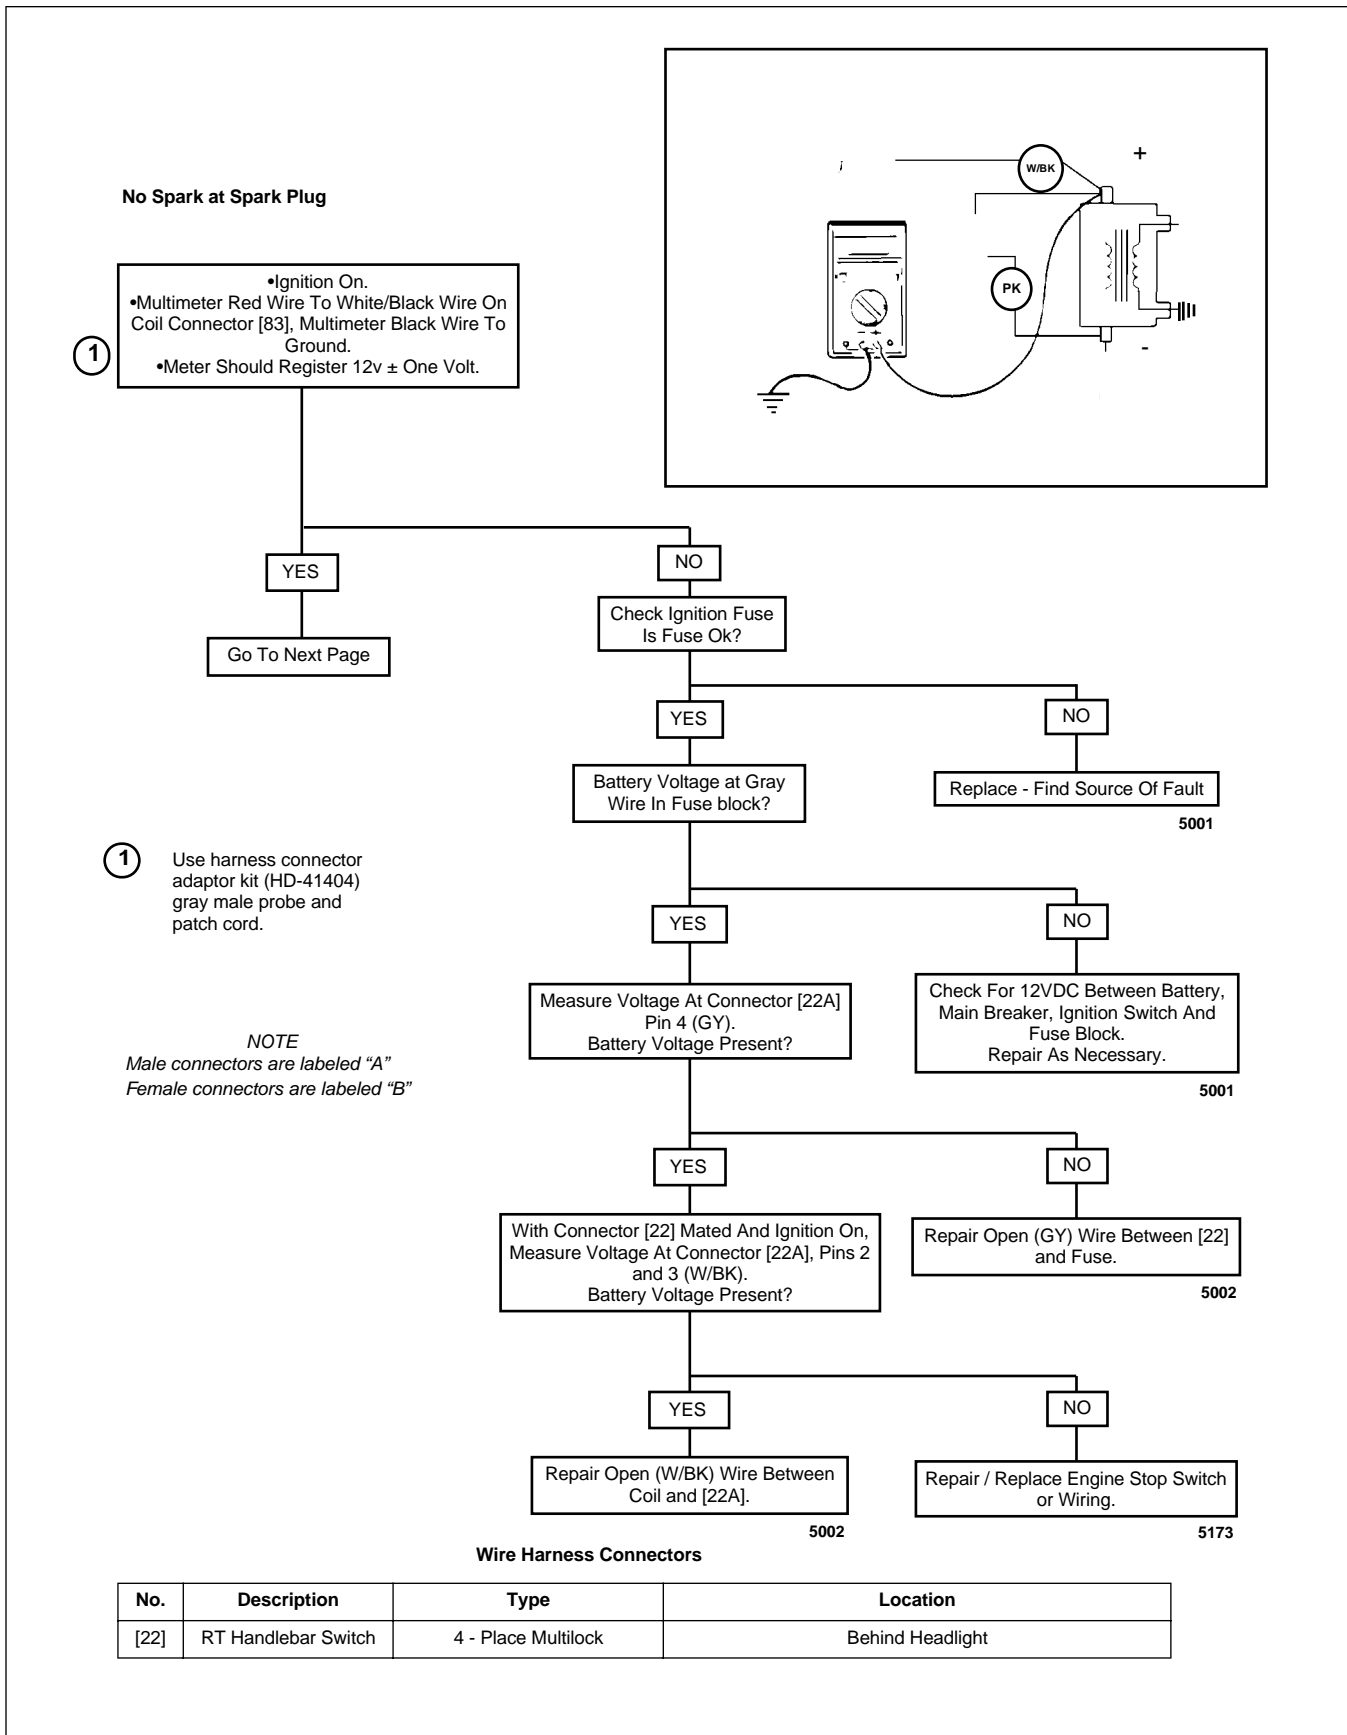 No Spark at Spark Plug
W/BK
+
PK
-
•Ignition On.
•Multimeter Red Wire To White/Black Wire On
Coil Connector [83], Multimeter Black Wire To
Ground.
•Meter Should Register 12v ± One Volt.
1
YES
NO
Go To Next Page
Check Ignition Fuse
Is Fuse Ok?
YES
NO
Battery Voltage at Gray
Wire In Fuse block?
Replace - Find Source Of Fault
5001
1
Use harness connector
adaptor kit (HD-41404)
gray male probe and
patch cord.
YES
NO
Measure Voltage At Connector [22A]
Pin 4 (GY).
Battery Voltage Present?
Check For 12VDC Between Battery,
Main Breaker, Ignition Switch And
Fuse Block.
Repair As Necessary.
5001
NOTE
Male connectors are labeled “A”
Female connectors are labeled “B”
YES
NO
With Connector [22] Mated And Ignition On,
Measure Voltage At Connector [22A], Pins 2
and 3 (W/BK).
Battery Voltage Present?
Repair Open (GY) Wire Between [22]
and Fuse.
5002
YES
NO
Repair Open (W/BK) Wire Between
Coil and [22A].
5002
Repair / Replace Engine Stop Switch
or Wiring.
5173
Wire Harness Connectors
No. Description Type Location
[22] RT Handlebar Switch 4 - Place Multilock Behind Headlight